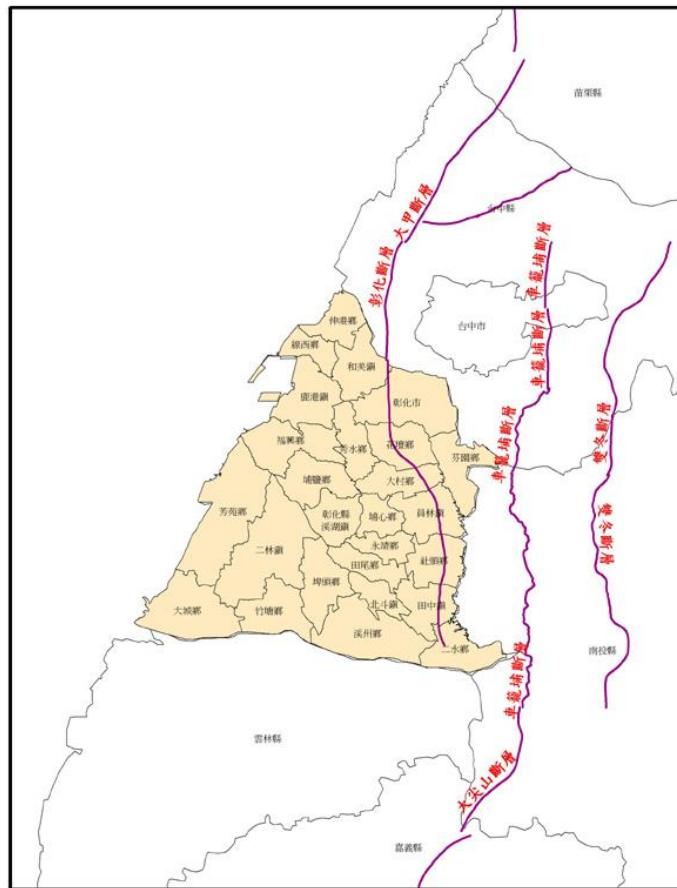 苗栗縣
大甲斷層
台中縣
彰化斷層
車籠埔斷層
伸港鄉
台中市
線西鄉
和美鎮
車籠埔斷層
鹿港鎮
彰化市
雙冬斷層
福興鄉
秀水鄉
花壇鄉
芬園鄉
車籠埔斷層
埔鹽鄉
大村鄉
芳苑鄉
彰化縣
溪湖鎮
埔心鄉
員林鎮
雙冬斷層
二林鎮
永靖鄉
社頭鄉
田尾鄉
埤頭鄉
大城鄉
竹塘鄉
北斗鎮
田中鎮
溪州鄉
二水鄉
南投縣
車籠埔斷層
雲林縣
大尖山斷層
嘉義縣